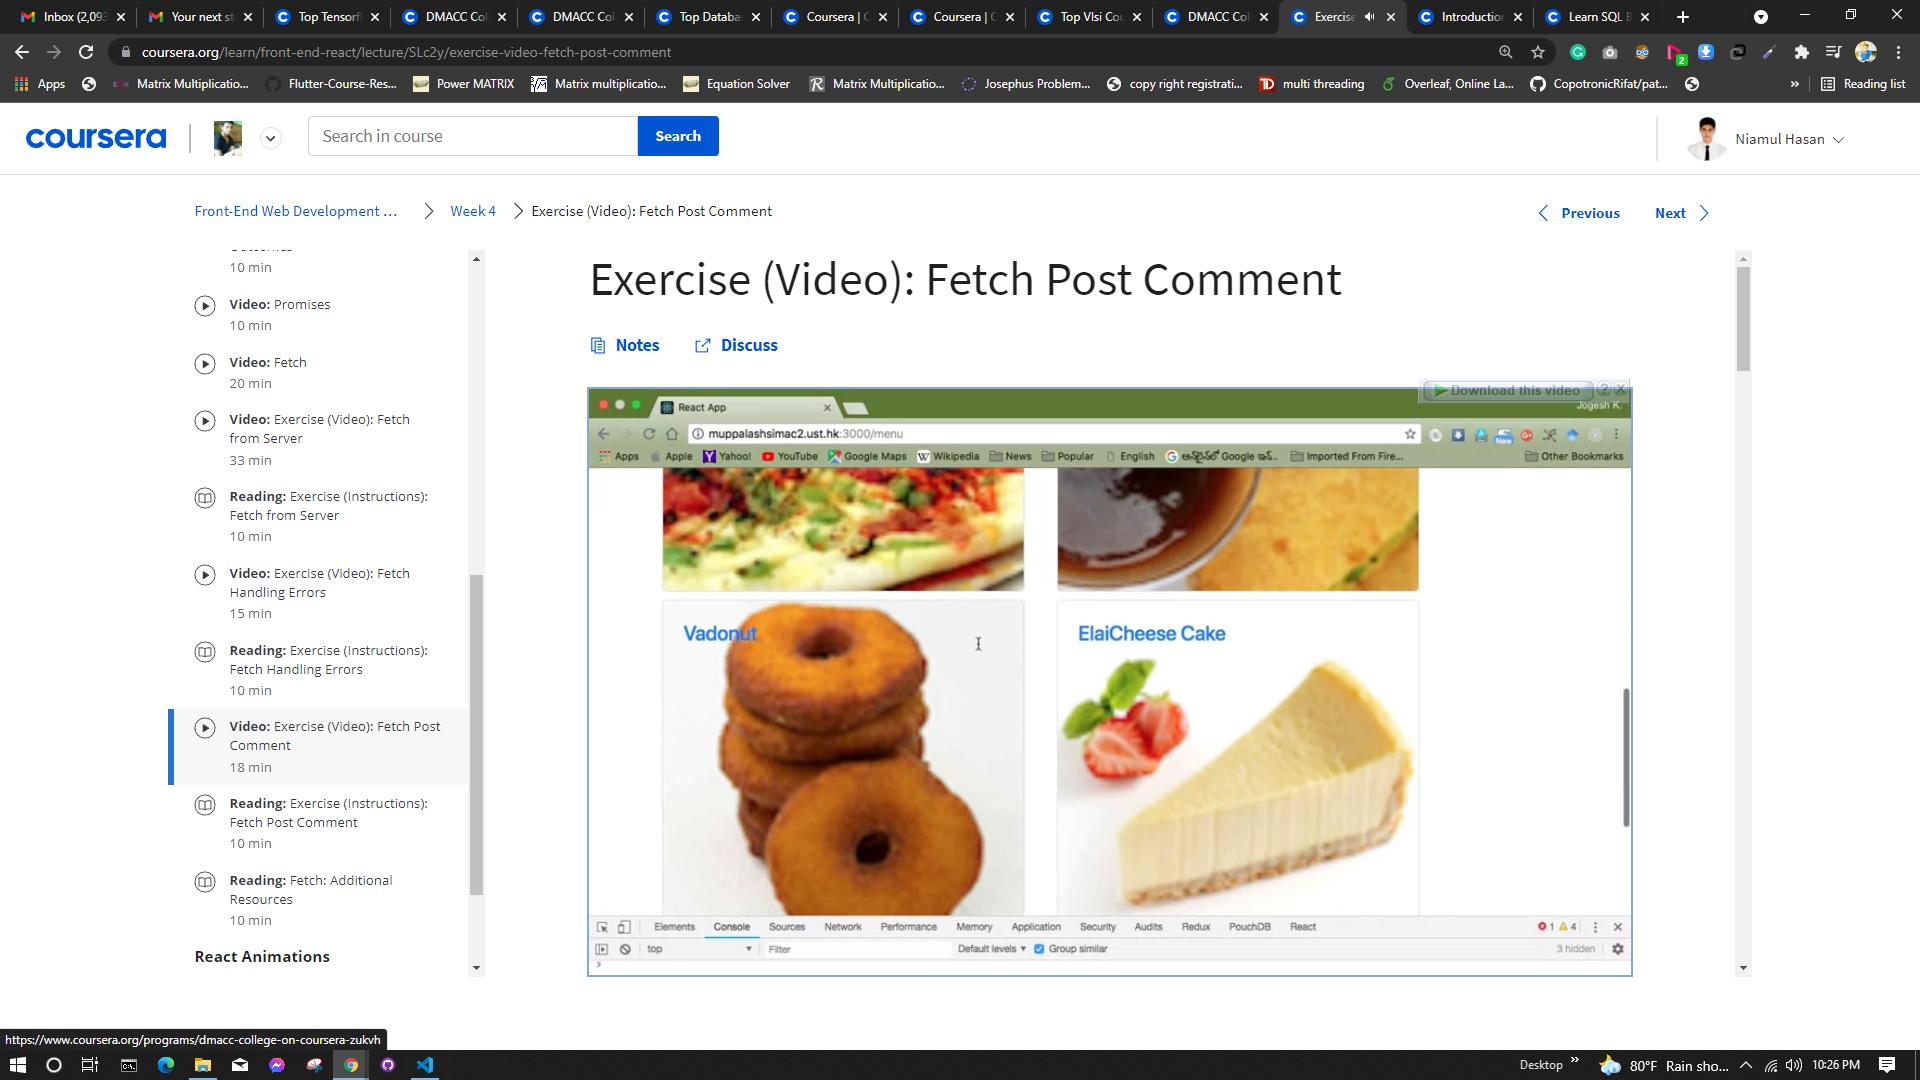 Inbox (2,093
Your next st
Top Tensorfl
DMACC Col
DMACC Col
Top Databa
Coursera | C
Coursera | C
Top Vlsi Cou
DMACC Col
Exercise
Introduction
Learn SQL B
coursera.org/learn/front-end-react/lecture/SLc2y/exercise-video-fetch-post-comment
2
Apps
Matrix Multiplicatio...
Flutter-Course-Res...
Power MATRIX
Matrix multiplicatio...
Equation Solver
Matrix Multiplicatio...
Josephus Problem...
copy right registrati...
multi threading
Overleaf, Online La...
CopotronicRifat/pat...
»
Reading list
coursera
Search in course
Search
Niamul Hasan
Front-End Web Development ...
Week 4
Exercise (Video): Fetch Post Comment
Previous
Next
10 min
Video: Promises
10 min
Video: Fetch
20 min
Video: Exercise (Video): Fetch
from Server
33 min
Reading: Exercise (Instructions):
Fetch from Server
10 min
Video: Exercise (Video): Fetch
Handling Errors
15 min
Reading: Exercise (Instructions):
Fetch Handling Errors
10 min
Video: Exercise (Video): Fetch Post
Comment
18 min
Reading: Exercise (Instructions):
Fetch Post Comment
10 min
Reading: Fetch: Additional
Resources
10 min
React Animations
Exercise (Video): Fetch Post Comment
Notes
Discuss
Download this video
?
React App
Jogesh K.
muppalashsimac2.ust.hk:3000/menu
New
Apps
Apple
Yahoo!
YouTube
Google Maps
Wikipedia
News
Popular
English
Imported From Fire...
Other Bookmarks
Vadonut
ElaiCheese Cake
Elements
Console
Sources
Network
Performance
Memory
Application
Security
Audits
Redux
PouchDB
React
1
4
top
Filter
Default levels
Group similar
3 hidden
https://www.coursera.org/programs/dmacc-college-on-coursera-zukvh
Desktop
»
80°F Rain sho...
10:26 PM